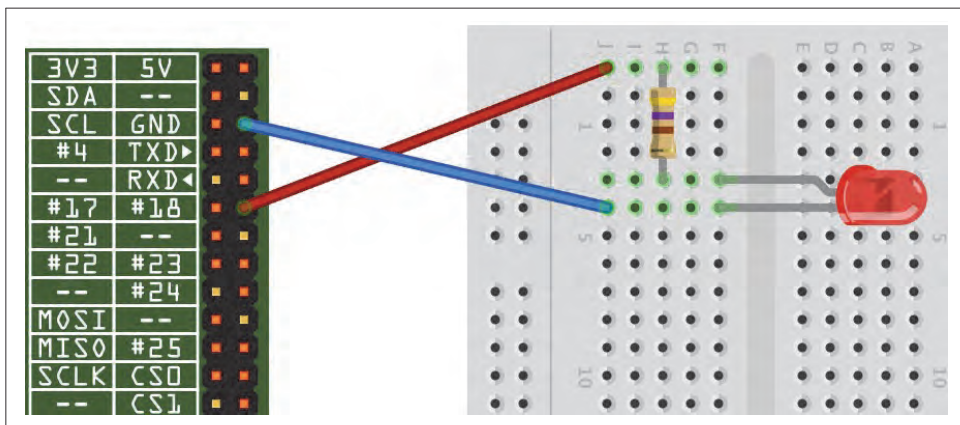 3V3 5V
SDA --
SCL GND
#4 TXD▶
-- RXD◀
#17 #18
#21 --
#22 #23
-- #24
MOSI --
MISO #25
SCLK CS0
-- CS1
J I H G F E D C B A
1 1
5 5
10 10